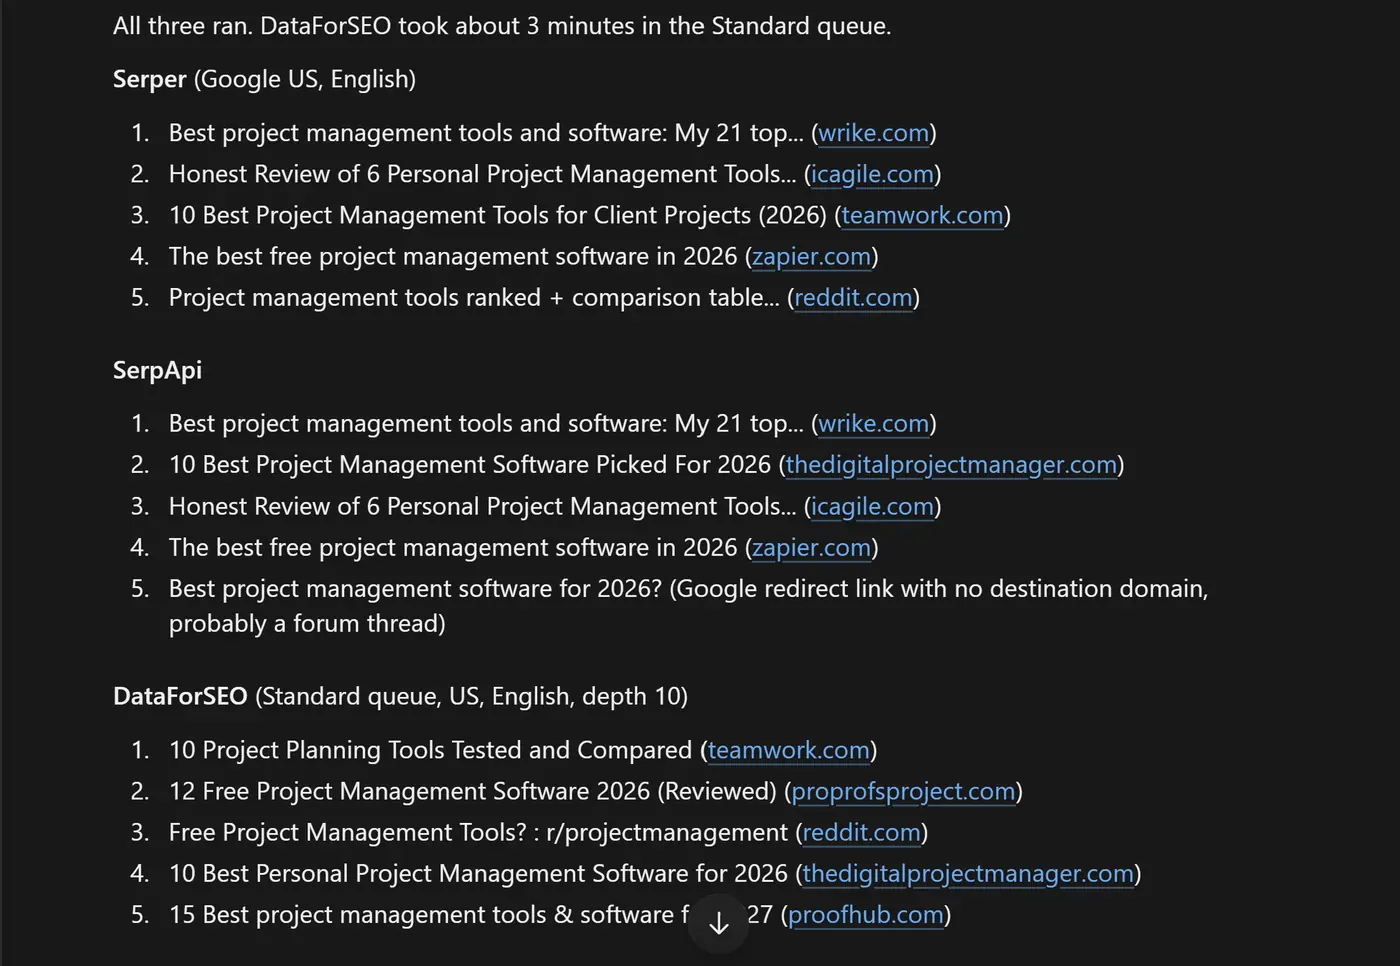 All three ran. DataForSEO took about 3 minutes in the Standard queue.
Serper (Google US, English)
1. Best project management tools and software: My 21 top... (wrike.com)
2. Honest Review of 6 Personal Project Management Tools... (icagile.com)
3. 10 Best Project Management Tools for Client Projects (2026) (teamwork.com)
4. The best free project management software in 2026 (zapier.com)
5. Project management tools ranked + comparison table... (reddit.com)
SerpApi
1. Best project management tools and software: My 21 top... (wrike.com)
2. 10 Best Project Management Software Picked For 2026 (thedigitalprojectmanager.com)
3. Honest Review of 6 Personal Project Management Tools... (icagile.com)
4. The best free project management software in 2026 (zapier.com)
5. Best project management software for 2026? (Google redirect link with no destination domain,
probably a forum thread)
DataForSEO (Standard queue, US, English, depth 10)
1. 10 Project Planning Tools Tested and Compared (teamwork.com)
2. 12 Free Project Management Software 2026 (Reviewed) (proprofsproject.com)
3. Free Project Management Tools? : r/projectmanagement (reddit.com)
4. 10 Best Personal Project Management Software for 2026 (thedigitalprojectmanager.com)
5. 15 Best project management tools & software 27 (proofhub.com)